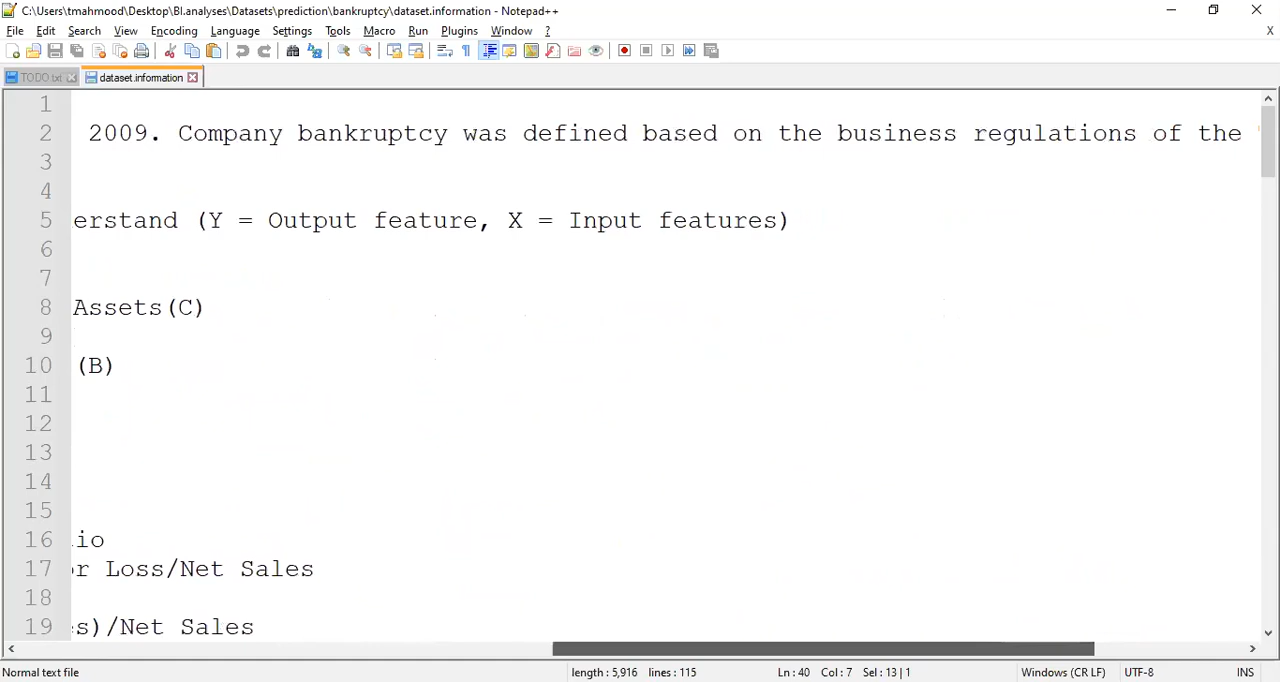 C:\Users\tmahmood\Desktop\BI.analyses\Datasets\prediction\bankruptcy\dataset.information - Notepad++
File Edit Search View Encoding Language Settings Tools Macro Run Plugins Window ? X
TODO.txt dataset.information
1
2 2009. Company bankruptcy was defined based on the business regulations of the
3
4
5 erstand (Y = Output feature, X = Input features)
6
7
8 Assets(C)
9
10 (B)
11
12
13
14
15
16 io
17 or Loss/Net Sales
18
19 s)/Net Sales
Normal text file length : 5,916 lines : 115 Ln : 40 Col : 7 Sel : 13 | 1 Windows (CR LF) UTF-8 INS